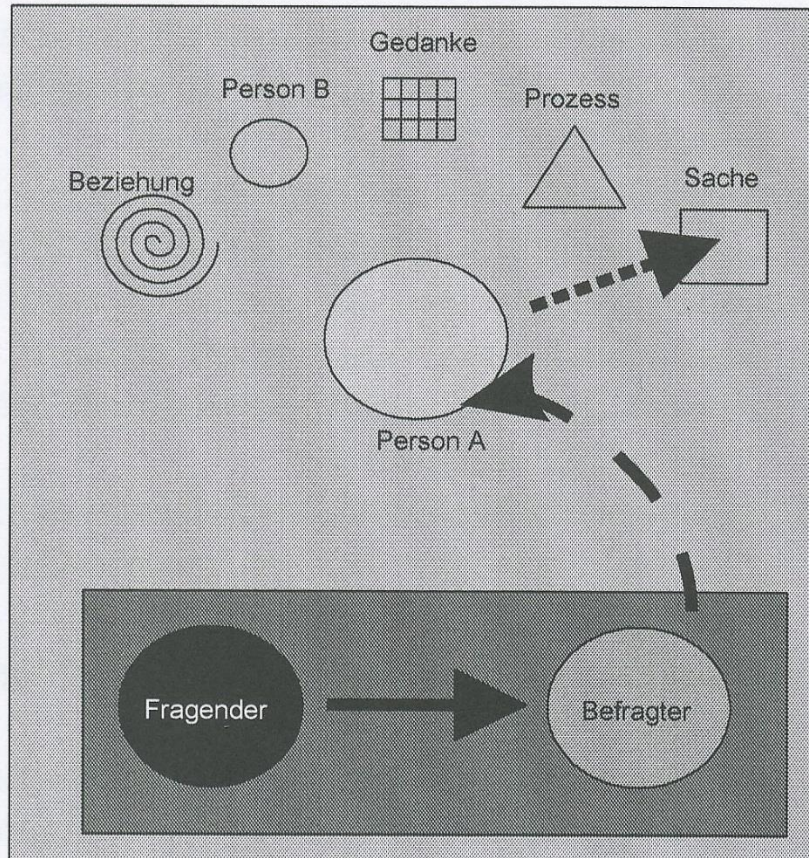 Gedanke
Person B
Prozess
Beziehung
Sache
Person A
Fragender
Befragter